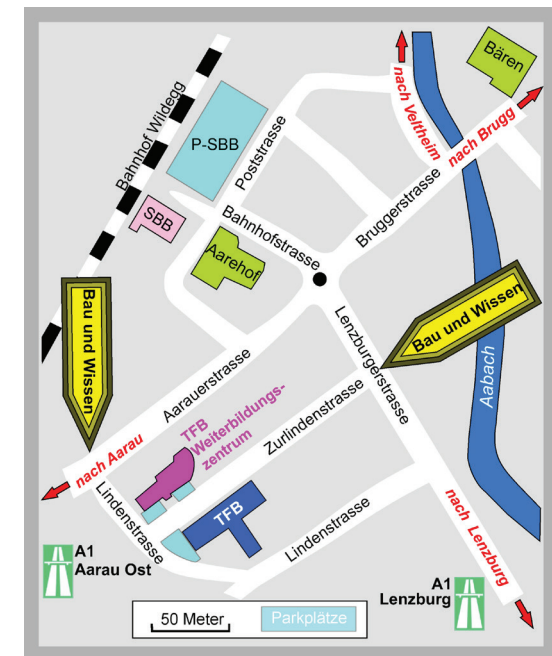 Bären
nach Veltheim
nach Brugg
Bahnhof Wildegg
P-SBB
Poststrasse
Bruggerstrasse
SBB
Bahnhofstrasse
Aarehof
Bau und Wissen
Bau und Wissen
Aabach
Lenzburgerstrasse
Aarauerstrasse
TFB
Weiterbildungs-
zentrum
Zurlindenstrasse
nach Aarau
Lindenstrasse
TFB
Lindenstrasse
nach Lenzburg
A1
Aarau Ost
A1
Lenzburg
50 Meter
Parkplätze